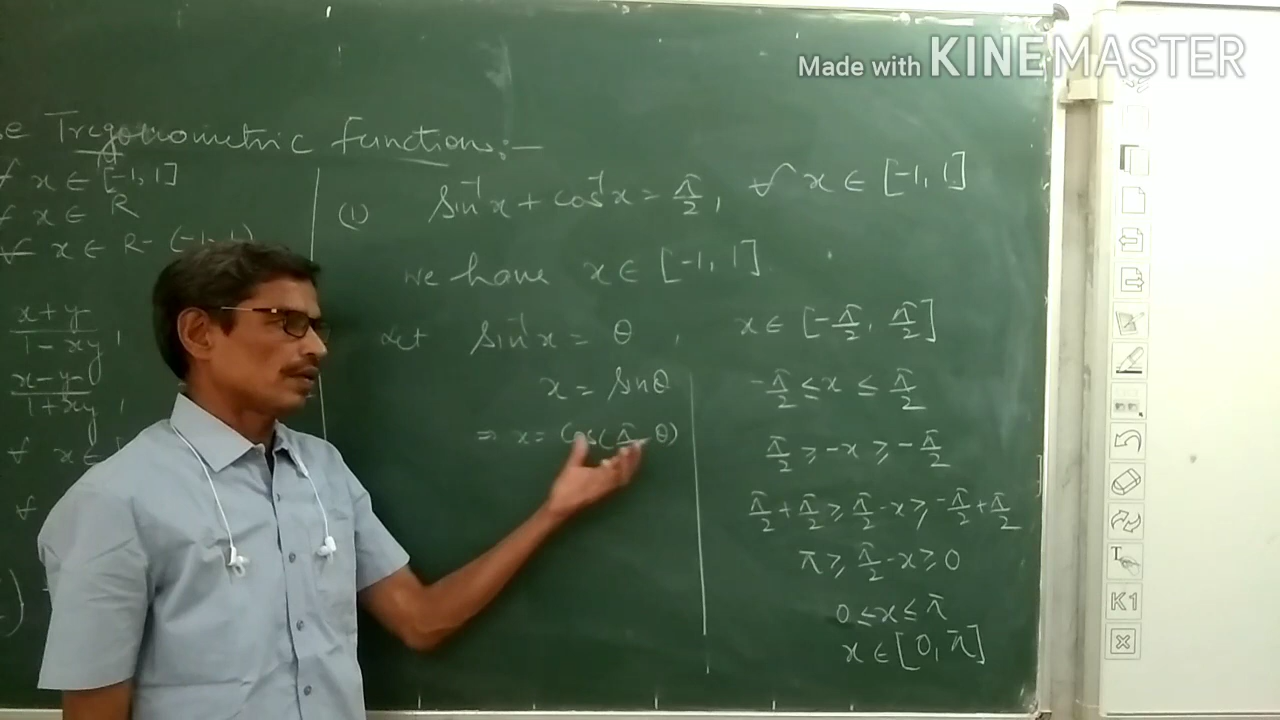 Made with KINEMASTER
Trigonometric Functions:-
x ∈ [-1, 1]
x ∈ R
∀ x ∈ R- (-1, 1)
x+y
1-xy ,
x-y
1+xy ,
∀ x ∈
∀
(1) sin⁻¹x + cos⁻¹x = π/2, ∀ x ∈ [-1, 1]
we have x ∈ [-1, 1]
Let sin⁻¹x = θ , x ∈ [-π/2, π/2]
x = sinθ
⇒ x = Cos(π/2-θ)
-π/2 ≤ x ≤ π/2
π/2 ≥ -x ≥ -π/2
π/2 + π/2 ≥ π/2 - x ≥ -π/2 + π/2
π ≥ π/2 - x ≥ 0
0 ≤ x ≤ π
x ∈ [0, π]
T
K1